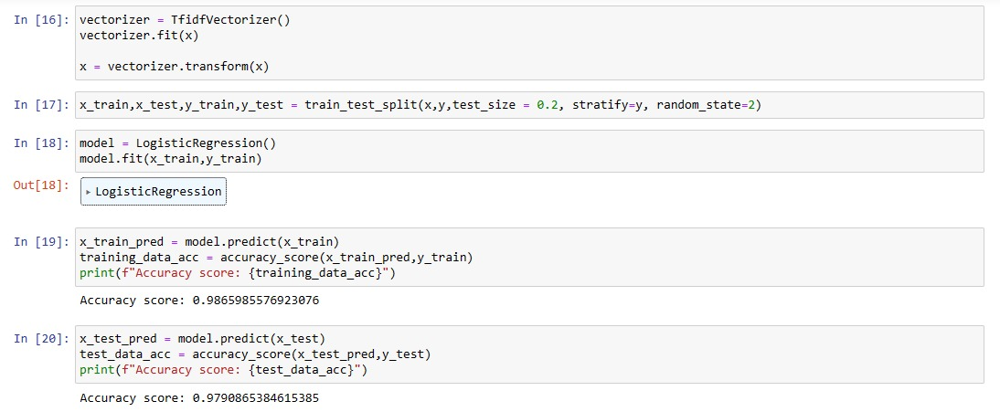 In [16]: vectorizer = TfidfVectorizer()
vectorizer.fit(x)
x = vectorizer.transform(x)
In [17]: x_train,x_test,y_train,y_test = train_test_split(x,y,test_size = 0.2, stratify=y, random_state=2)
In [18]: model = LogisticRegression()
model.fit(x_train,y_train)
Out[18]: ▸ LogisticRegression
In [19]: x_train_pred = model.predict(x_train)
training_data_acc = accuracy_score(x_train_pred,y_train)
print(f"Accuracy score: {training_data_acc}")
Accuracy score: 0.9865985576923076
In [20]: x_test_pred = model.predict(x_test)
test_data_acc = accuracy_score(x_test_pred,y_test)
print(f"Accuracy score: {test_data_acc}")
Accuracy score: 0.9790865384615385